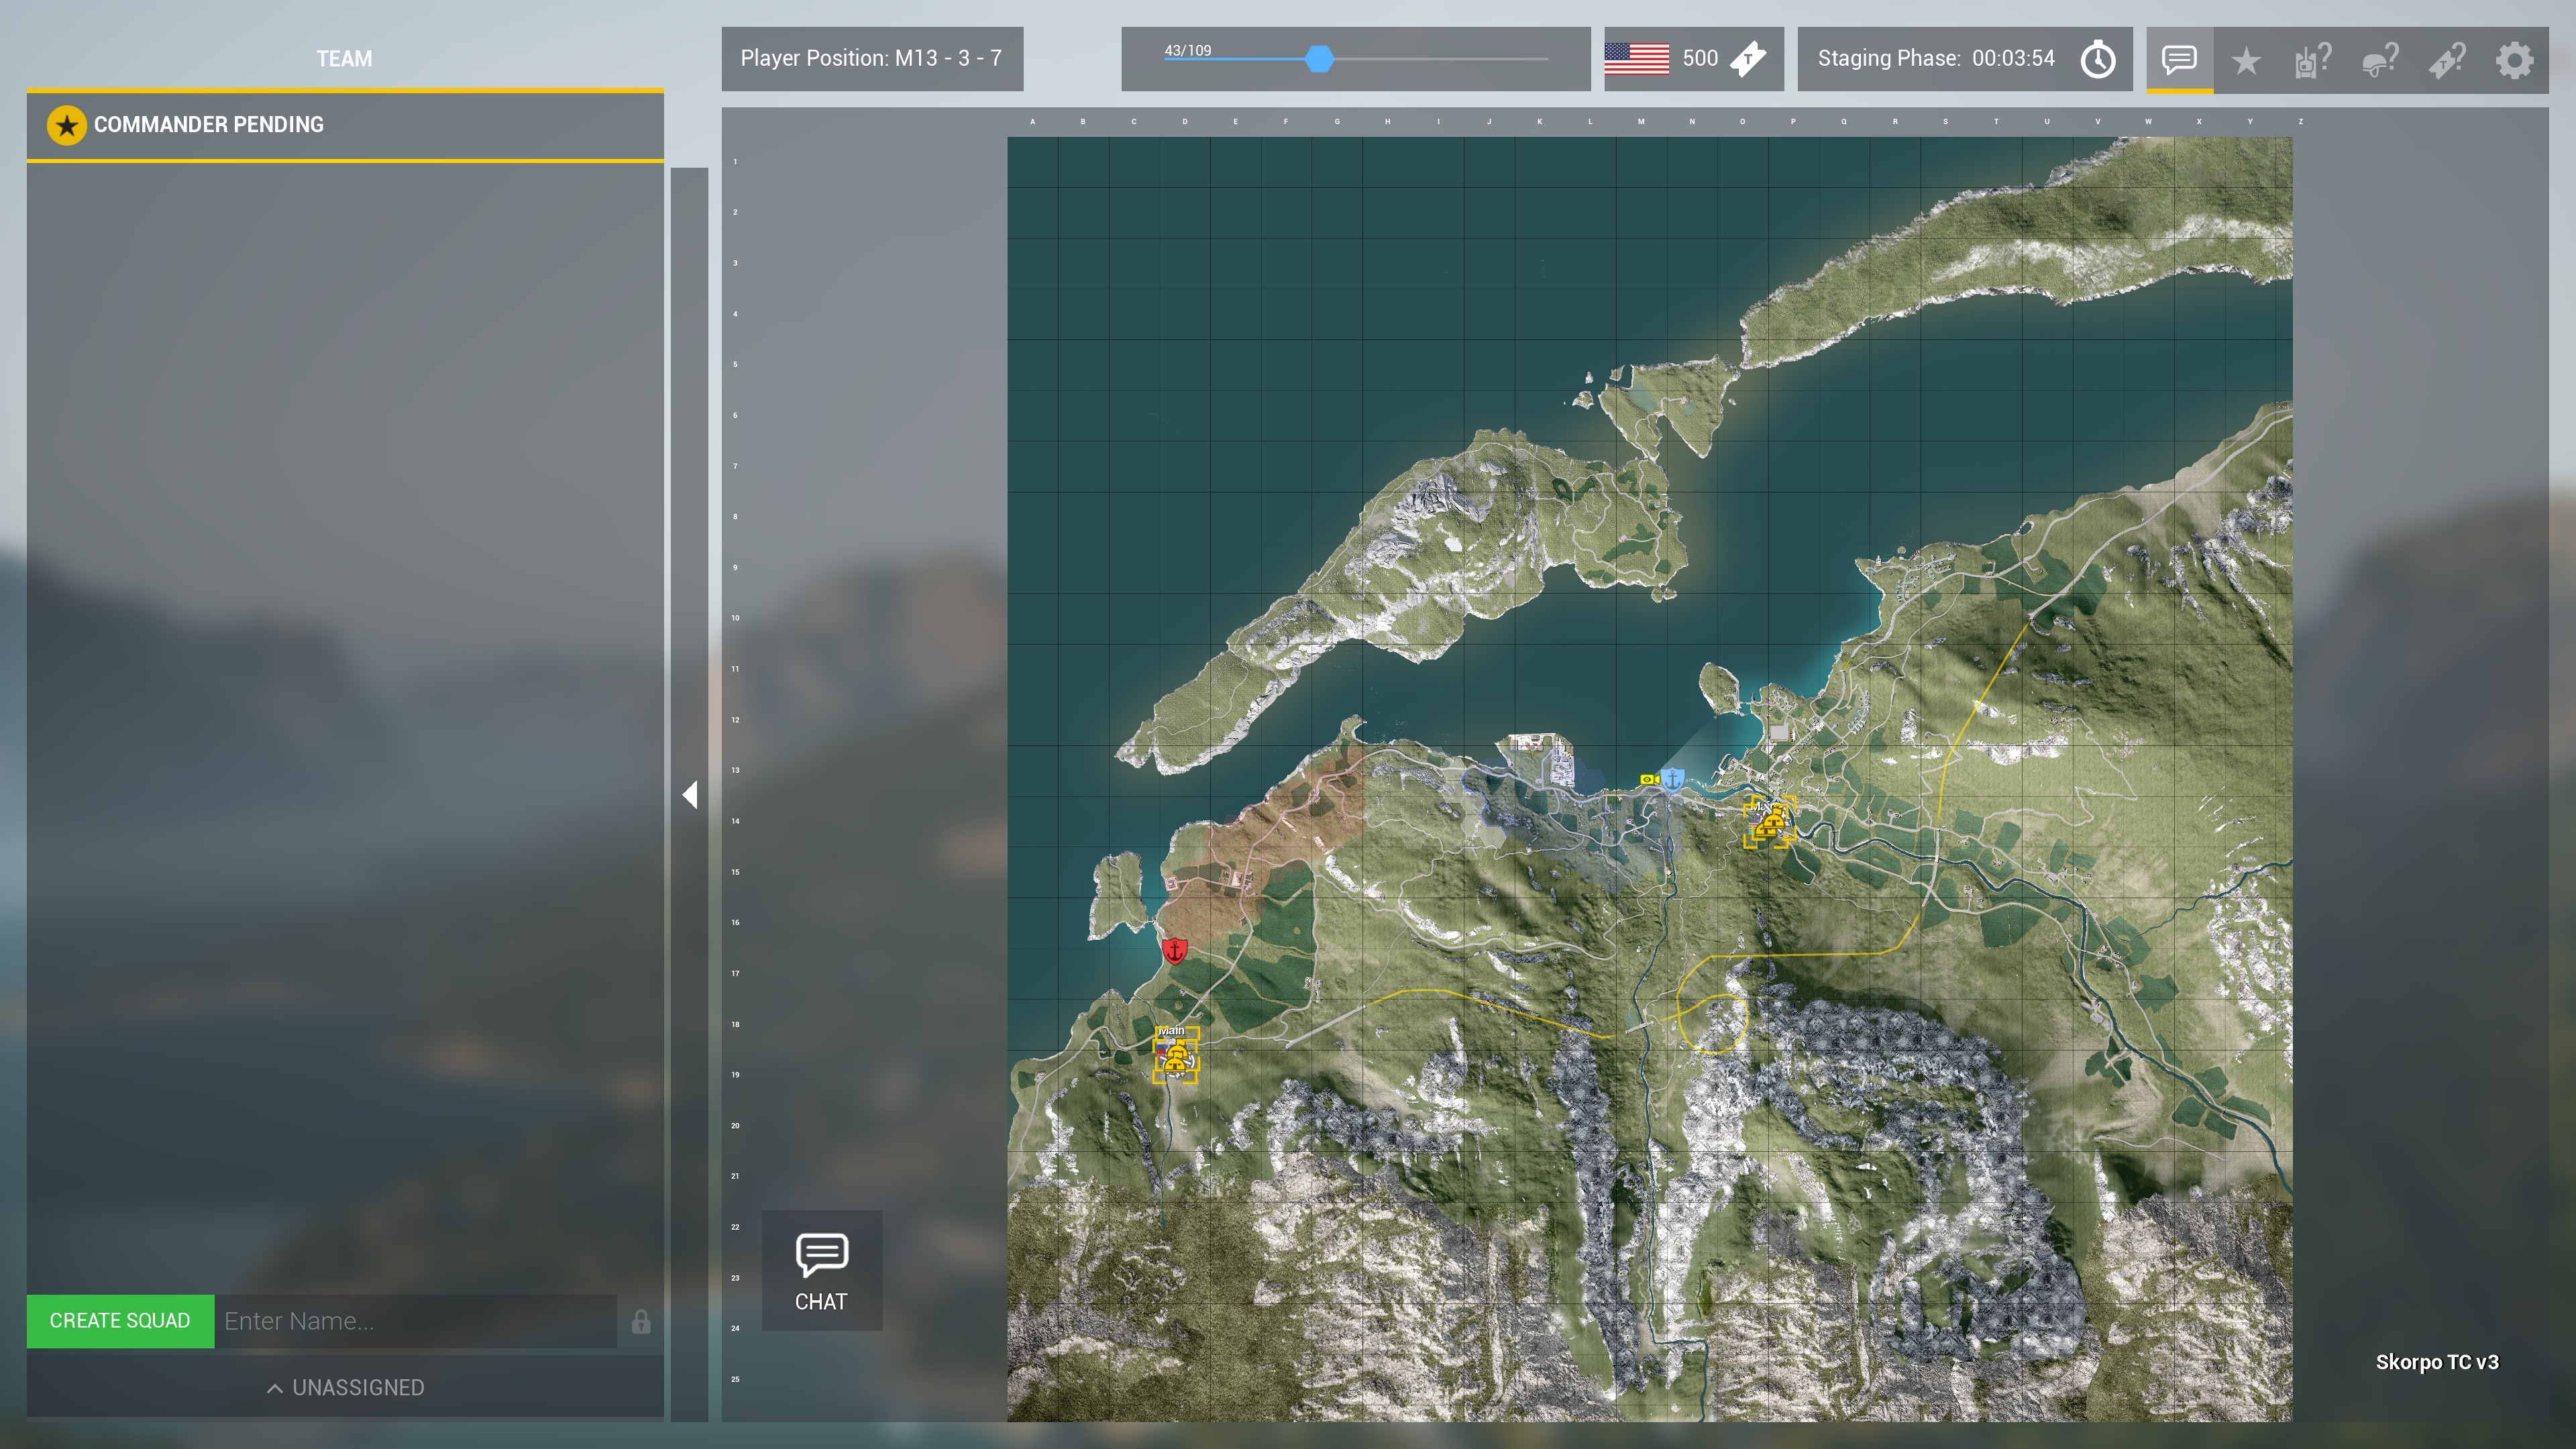 TEAM
Player Position: M13 - 3 - 7
43/109
500
T
Staging Phase: 00:03:54
?
?
T?
COMMANDER PENDING
A B C D E F G H I J K L M N O P Q R S T U V W X Y Z
1
2
3
4
5
6
7
8
9
10
11
12
13
14
15
16
17
18
19
20
21
22
23
24
25
Main
CHAT
CREATE SQUAD
Enter Name...
Skorpo TC v3
UNASSIGNED